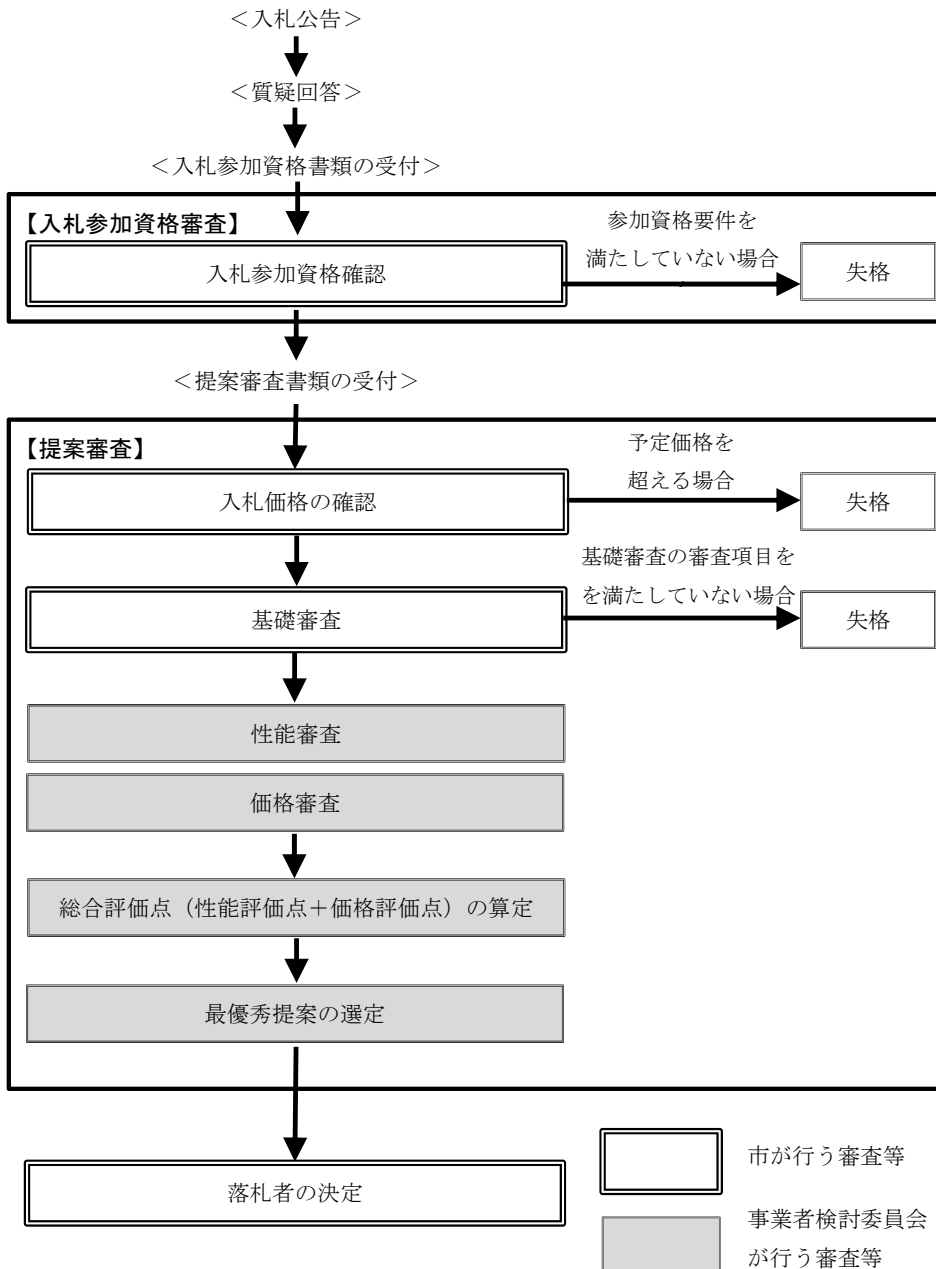 ＜入札公告＞
＜質疑回答＞
＜入札参加資格書類の受付＞
【入札参加資格審査】
入札参加資格確認
参加資格要件を
満たしていない場合
失格
＜提案審査書類の受付＞
【提案審査】
入札価格の確認
予定価格を
超える場合
失格
基礎審査
基礎審査の審査項目を
を満たしていない場合
失格
性能審査
価格審査
総合評価点（性能評価点＋価格評価点）の算定
最優秀提案の選定
落札者の決定
市が行う審査等
事業者検討委員会
が行う審査等